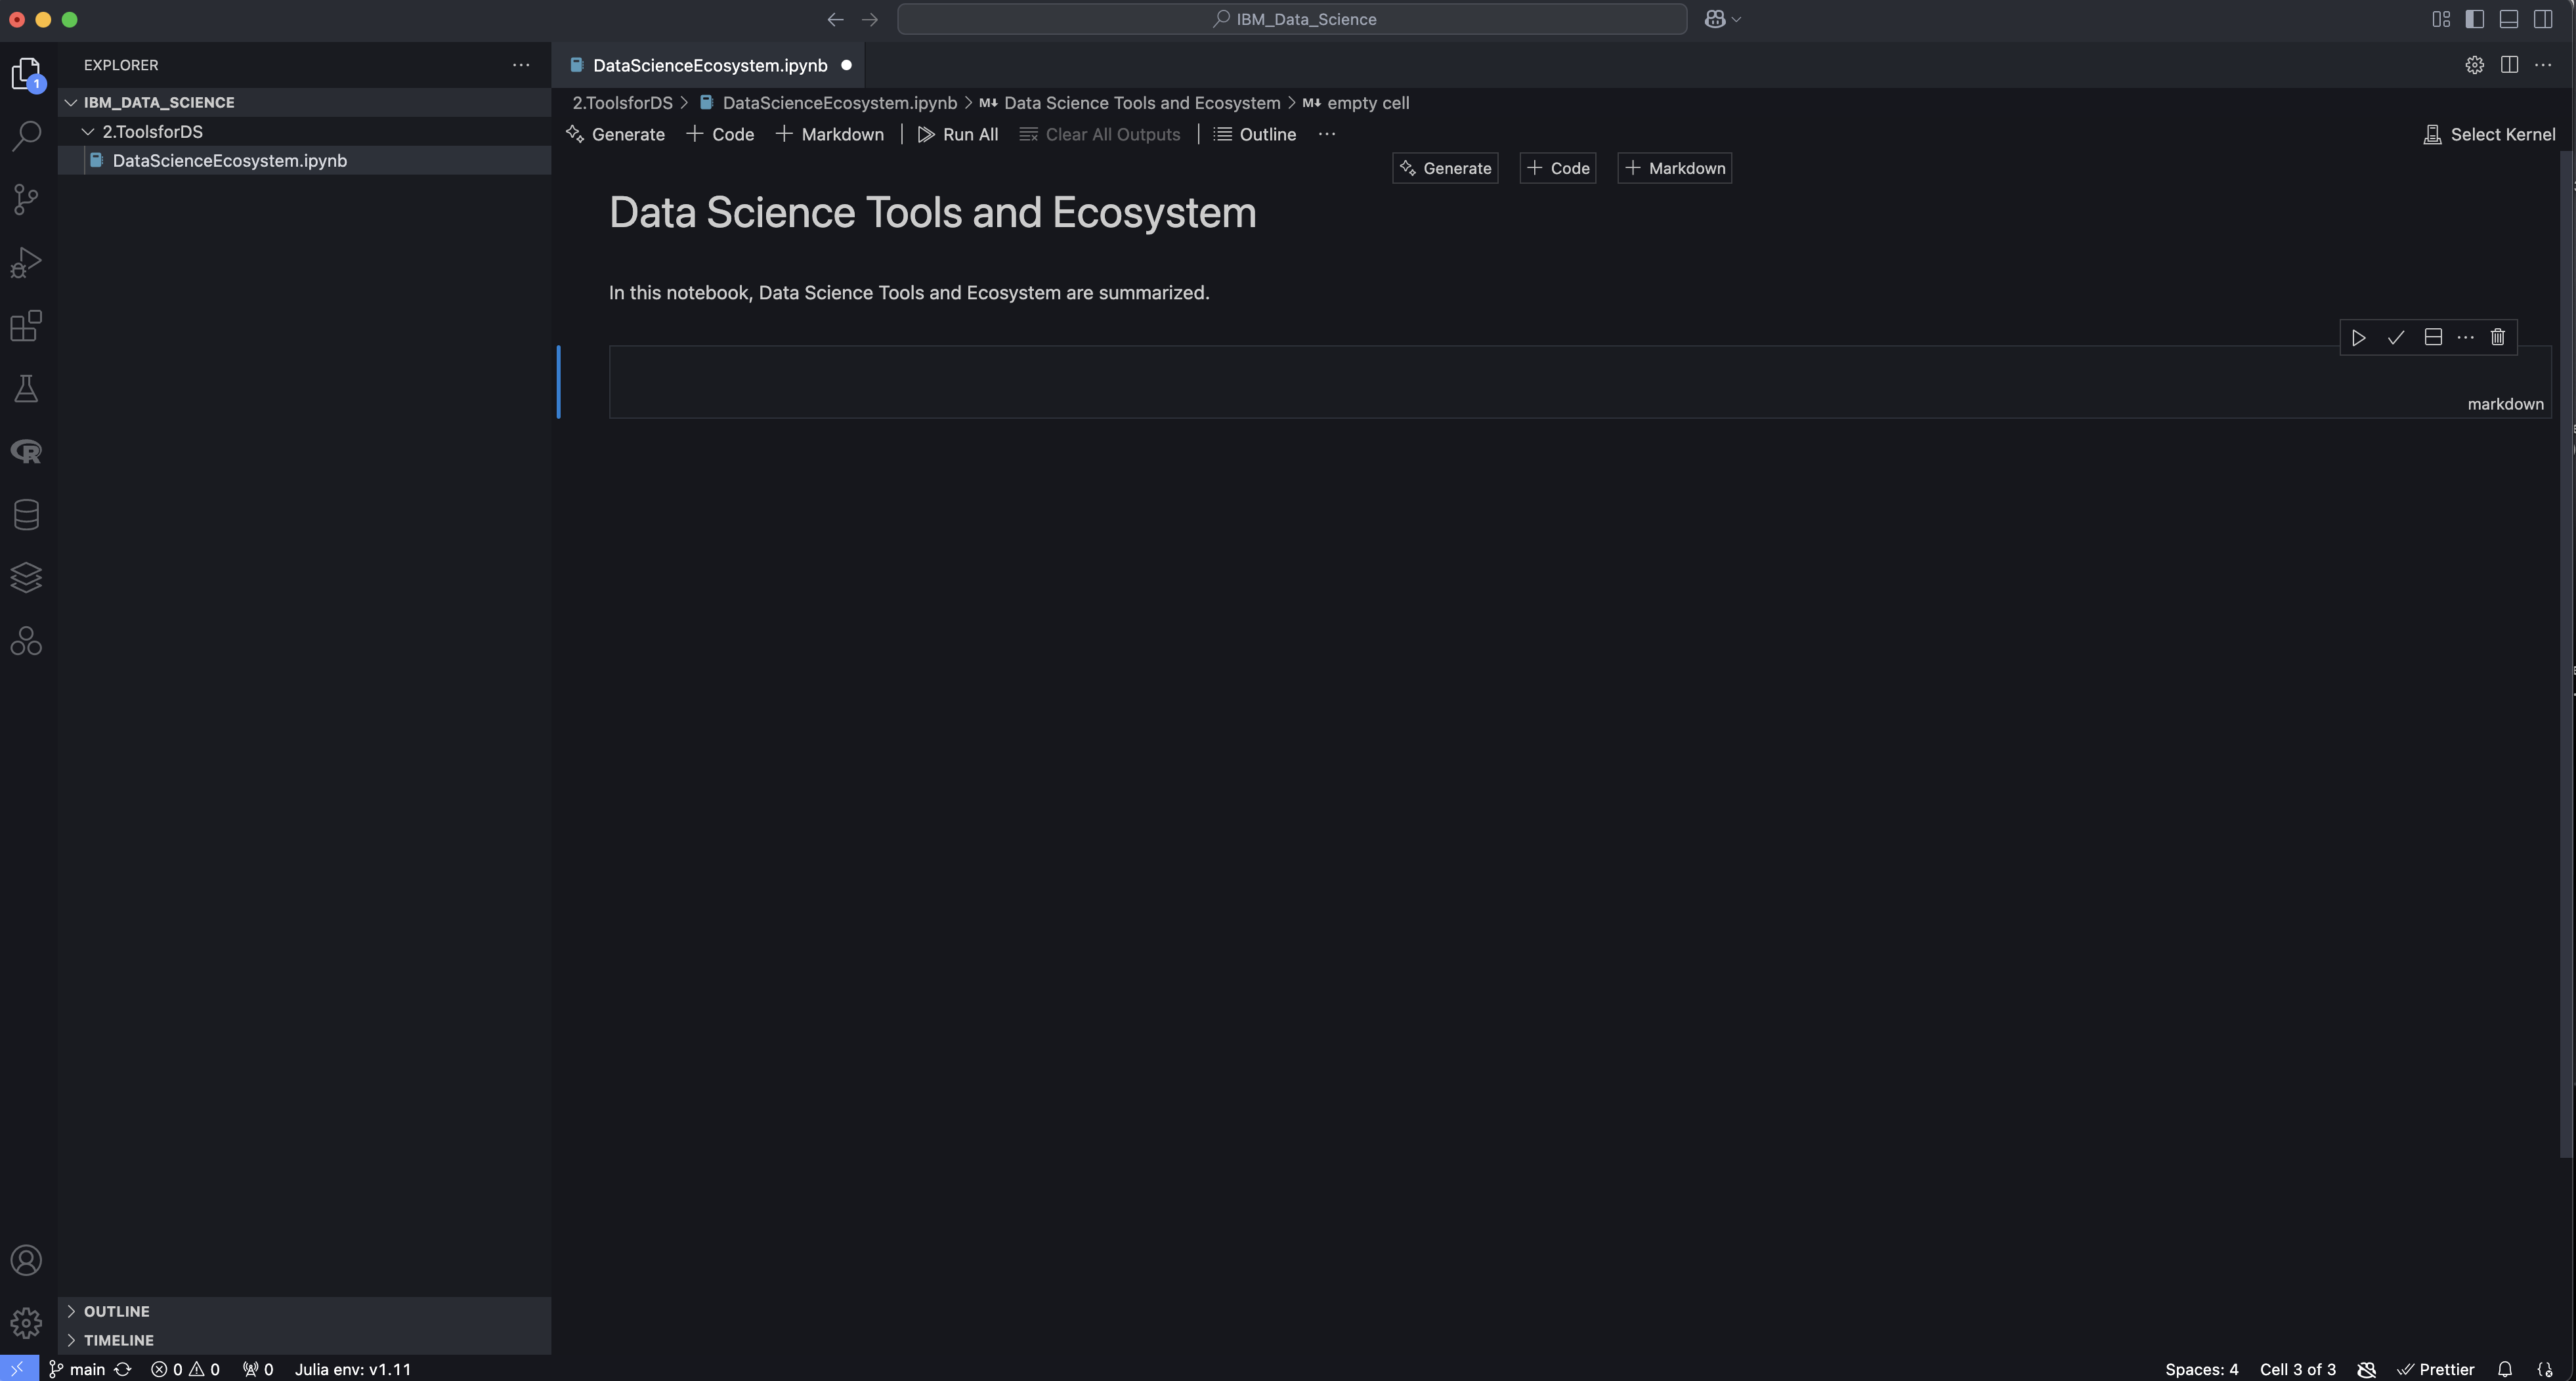 IBM_Data_Science
EXPLORER
DataScienceEcosystem.ipynb
1
IBM_DATA_SCIENCE
2.ToolsforDS > DataScienceEcosystem.ipynb > M↓ Data Science Tools and Ecosystem > M↓ empty cell
2.ToolsforDS
Generate + Code + Markdown | Run All Clear All Outputs | Outline ... Select Kernel
DataScienceEcosystem.ipynb
Generate + Code + Markdown
Data Science Tools and Ecosystem
In this notebook, Data Science Tools and Ecosystem are summarized.
markdown
R
OUTLINE
TIMELINE
main 0 0 0 Julia env: v1.11 Spaces: 4 Cell 3 of 3 Prettier